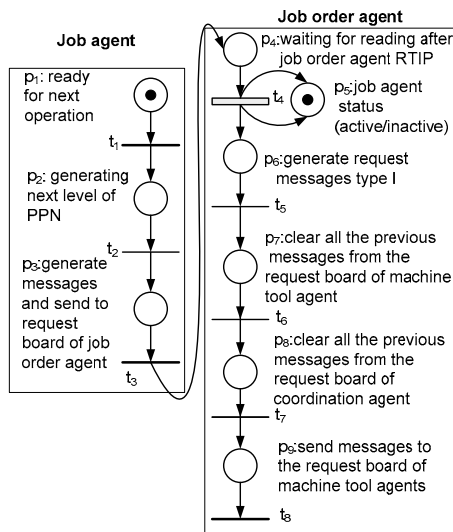 Job agent
p1: ready
for next
operation
t1
p2: generating
next level of
PPN
t2
p3:generate
messages
and send to
request
board of job
order agent
t3
Job order agent
p4:waiting for reading after
job order agent RTIP
t4
p5:job agent
status
(active/inactive)
p6:generate request
messages type I
t5
p7:clear all the previous
messages from the
request board of machine
tool agent
t6
p8:clear all the previous
messages from the
request board of
coordination agent
t7
p9:send messages to
the request board of
machine tool agents
t8